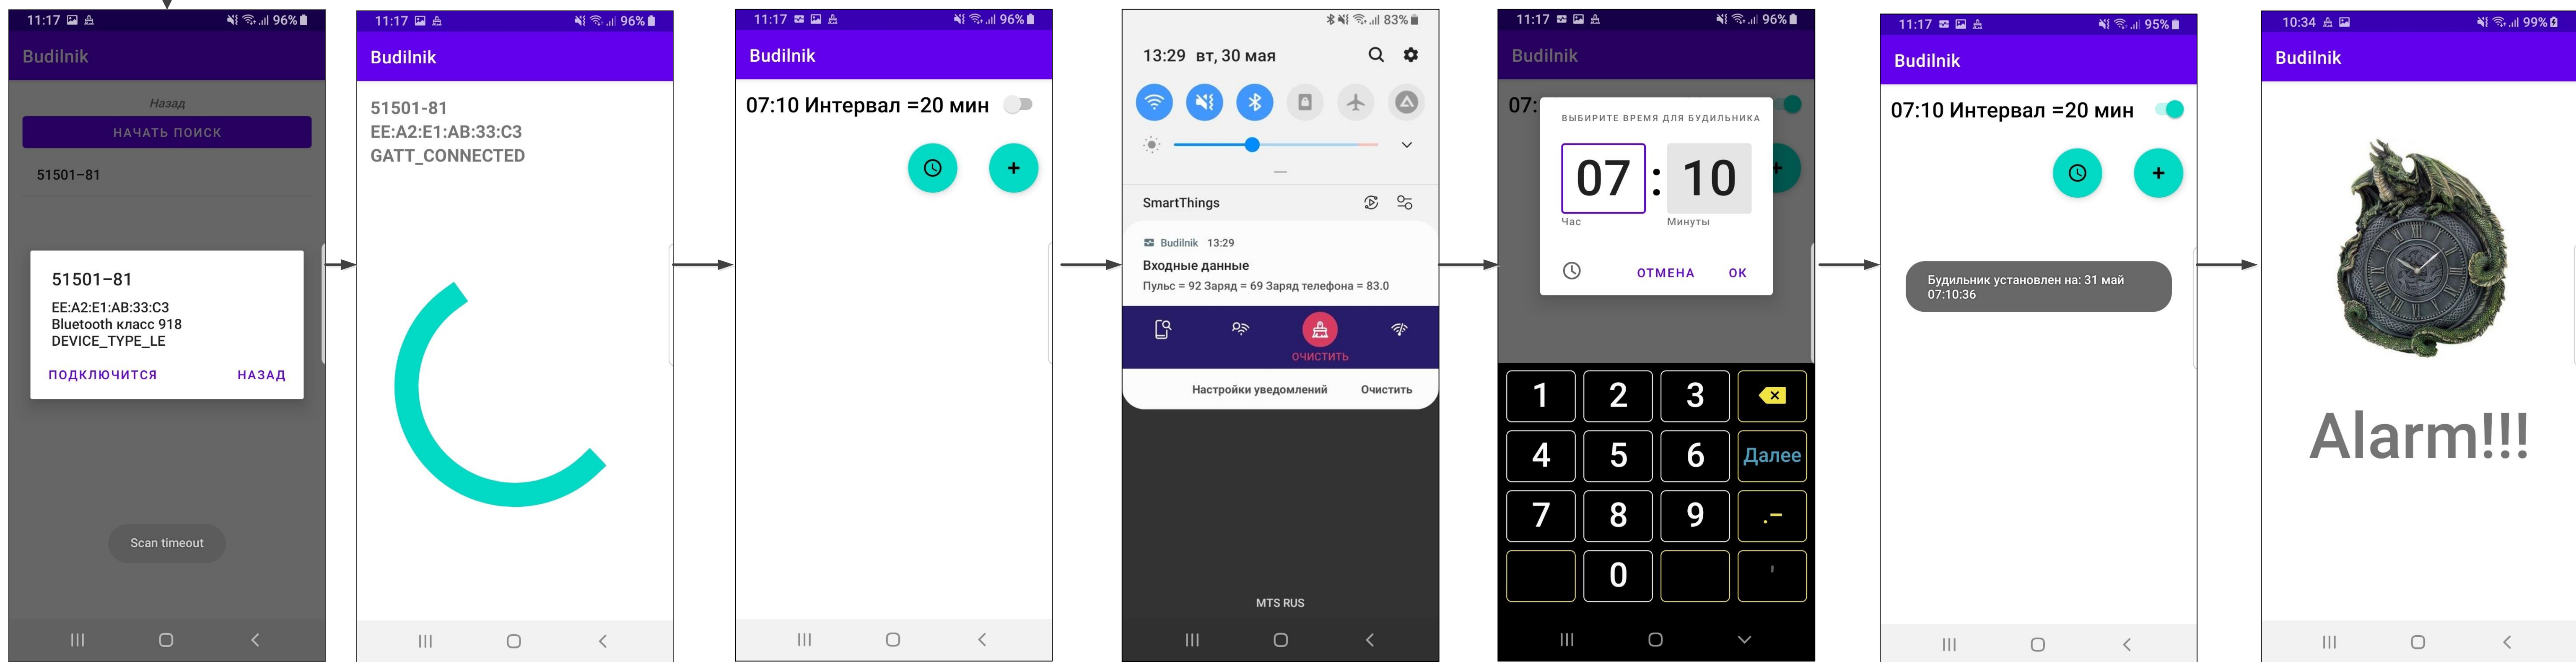 11:17 96%
Budilnik
Назад
НАЧАТЬ ПОИСК
51501-81
51501-81
EE:A2:E1:AB:33:C3
Bluetooth класс 918
DEVICE_TYPE_LE
ПОДКЛЮЧИТСЯ НАЗАД
Scan timeout
11:17 96%
Budilnik
51501-81
EE:A2:E1:AB:33:C3
GATT_CONNECTED
11:17 96%
Budilnik
07:10 Интервал =20 мин
83%
13:29 вт, 30 мая
SmartThings
Budilnik 13:29
Входные данные
Пульс = 92 Заряд = 69 Заряд телефона = 83.0
ОЧИСТИТЬ
Настройки уведомлений Очистить
MTS RUS
11:17 96%
Budilnik
07:
ВЫБИРИТЕ ВРЕМЯ ДЛЯ БУДИЛЬНИКА
07 : 10
Час Минуты
ОТМЕНА ОК
1 2 3
4 5 6 Далее
7 8 9 .-
0 '
11:17 95%
Budilnik
07:10 Интервал =20 мин
Будильник установлен на: 31 май
07:10:36
10:34 99%
Budilnik
Alarm!!!